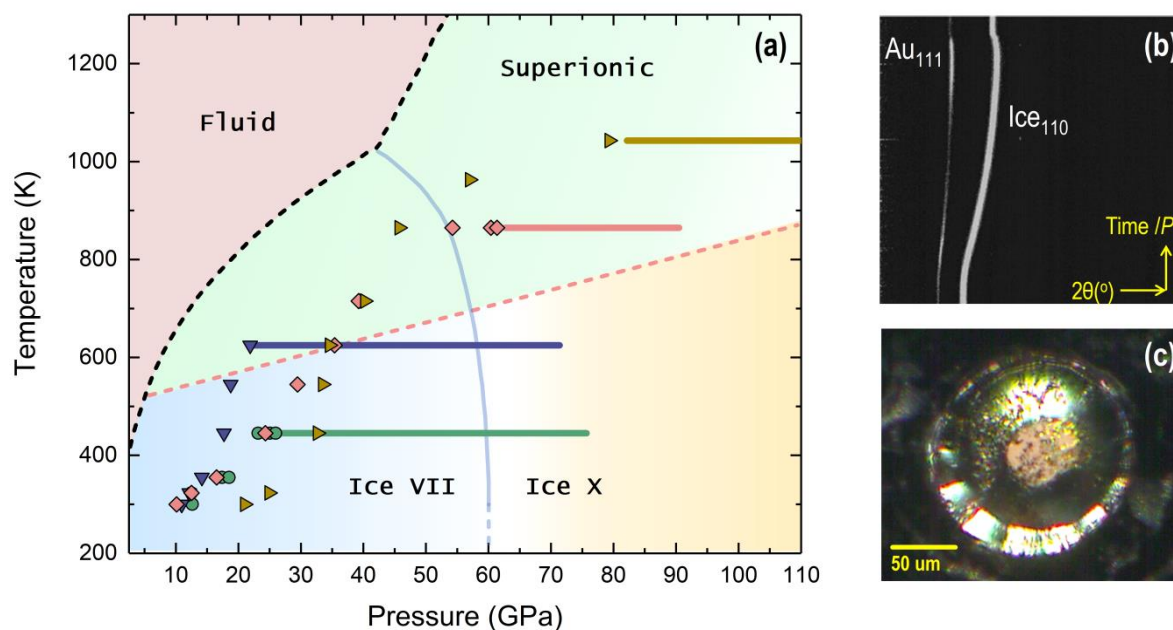 (a)
Superionic
Fluid
Ice VII
Ice X
Temperature (K)
1200
1000
800
600
400
200
10 20 30 40 50 60 70 80 90 100 110
Pressure (GPa)
(b)
Au111
Ice110
Time /P
2θ(°)
(c)
50 um